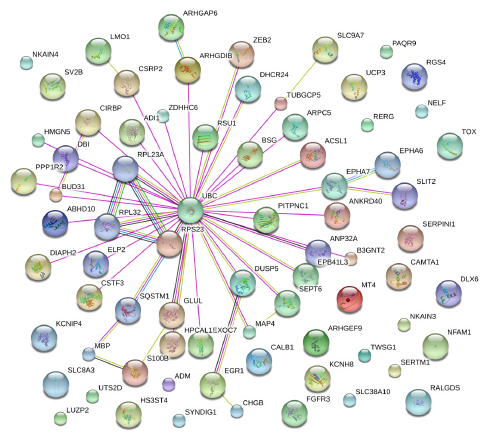 ARHGAP6
LMO1
ZEB2
SLC9A7
ARHGDIB
PAQR9
NKAIN4
CSRP2
DHCR24
SV2B
UCP3
RGS4
TUBGCP5
ZDHHC6
NELF
CIRBP
ADI1
ARPC5
RERG
RSU1
HMGN5
TOX
DBI
BSG
ACSL1
RPL23A
EPHA6
PPP1R2
EPHA7
BUD31
UBC
SLIT2
PITPNC1
ABHD10
RPL32
ANKRD40
SERPINI1
RPS23
ANP32A
DIAPH2
ELP2
B3GNT2
EPB41L3
CAMTA1
DUSP5
SEPT6
DLX6
CSTF3
MT4
SQSTM1
GLUL
NKAIN3
KCNIP4
HPCAL1
EXOC7
MAP4
ARHGEF9
NFAM1
MBP
CALB1
TWSG1
S100B
SLC8A3
ADM
EGR1
KCNH8
SERTM1
UTS2D
FGFR3
SLC38A10
RALGDS
LUZP2
HS3ST4
SYNDIG1
CHGB